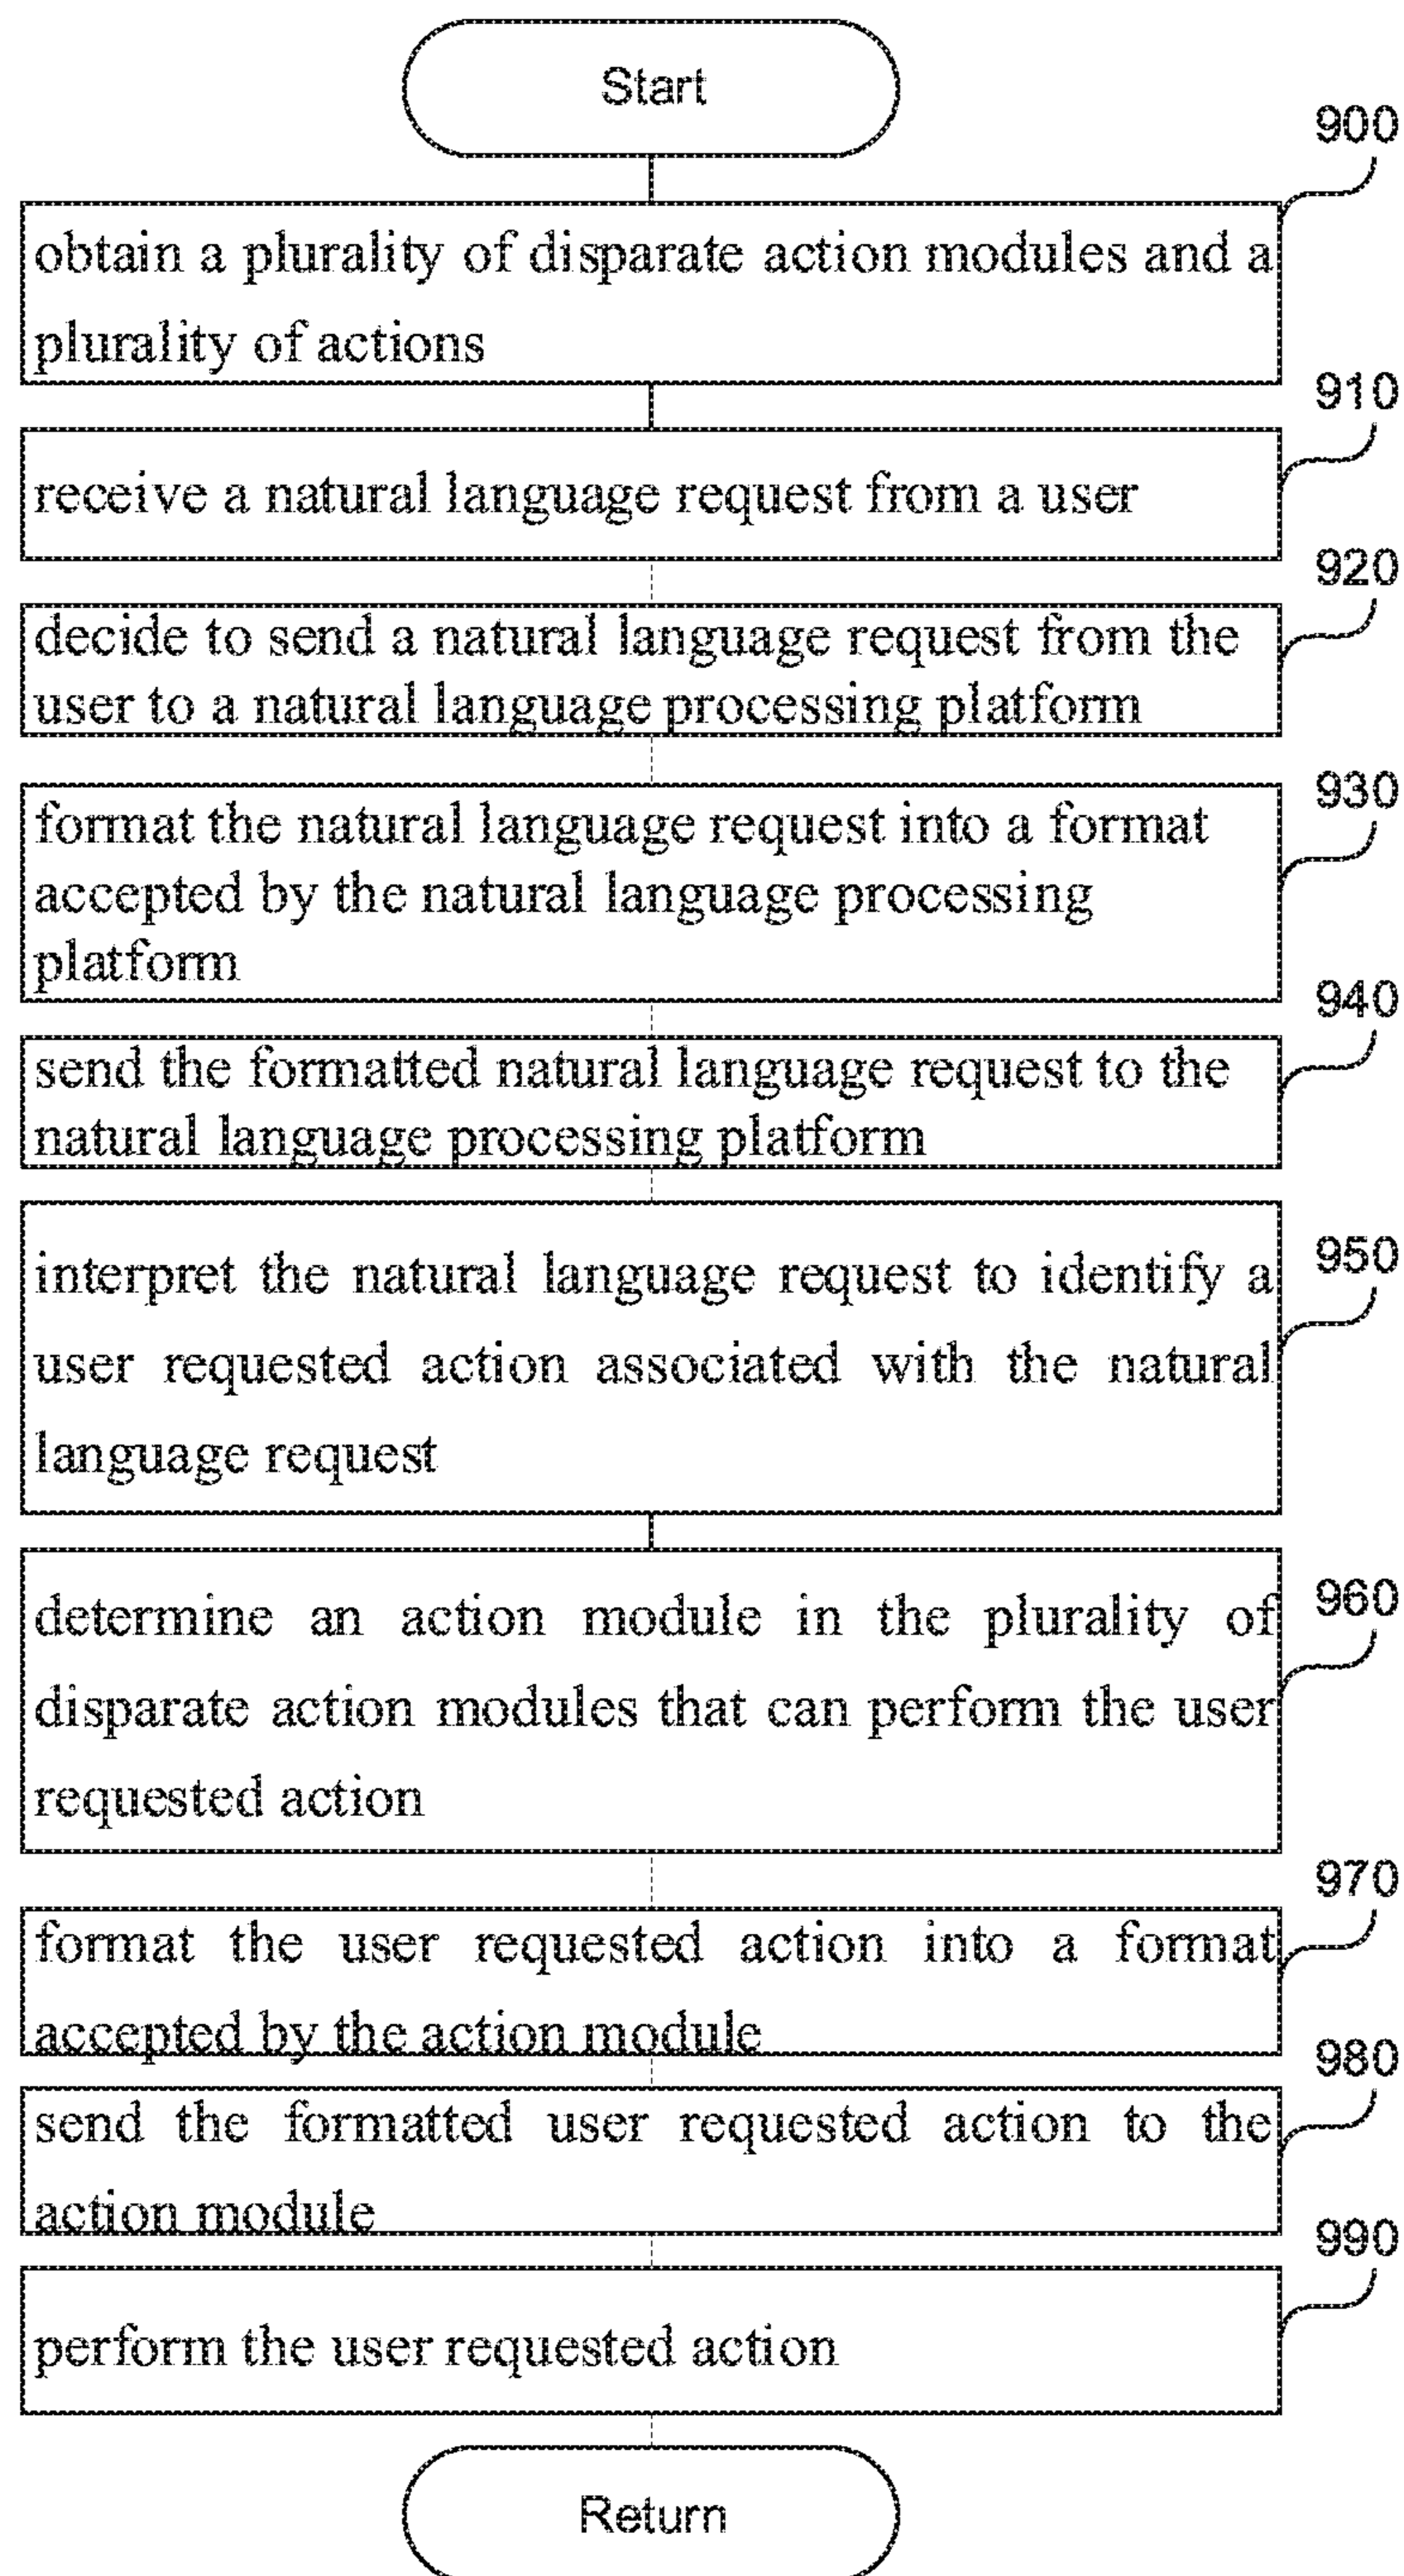 Start
900
obtain a plurality of disparate action modules and a
plurality of actions
910
receive a natural language request from a user
920
decide to send a natural language request from the
user to a natural language processing platform
930
format the natural language request into a format
accepted by the natural language processing
platform
940
send the formatted natural language request to the
natural language processing platform
950
interpret the natural language request to identify a
user requested action associated with the natural
language request
960
determine an action module in the plurality of
disparate action modules that can perform the user
requested action
970
format the user requested action into a format
accepted by the action module
980
send the formatted user requested action to the
action module
990
perform the user requested action
Return